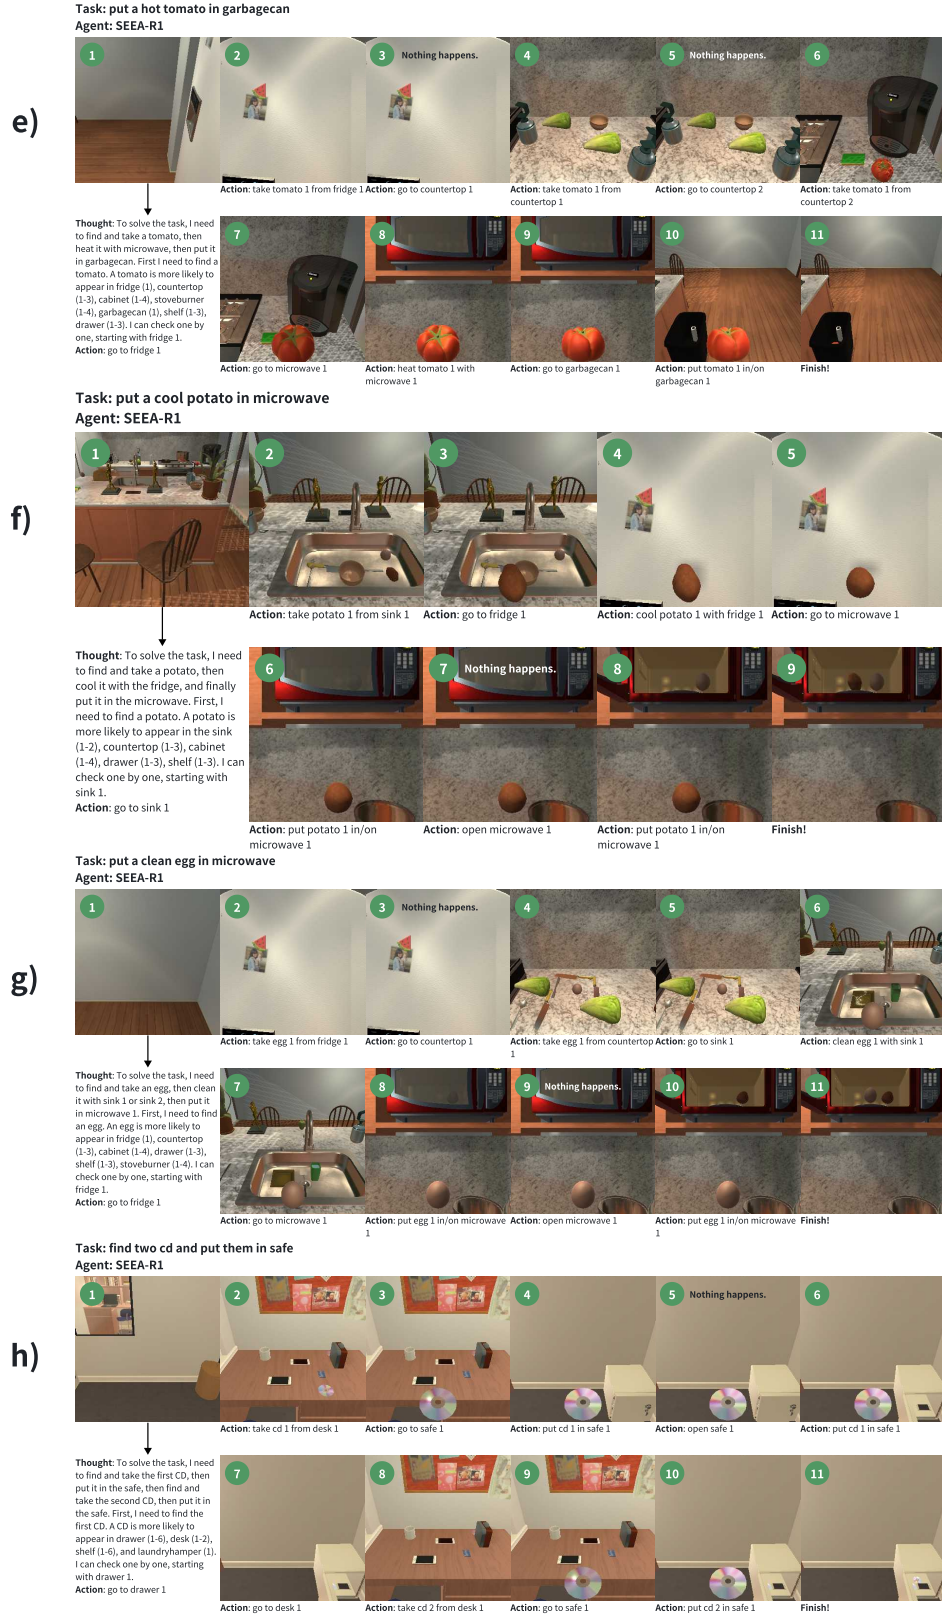 Task: put a hot tomato in garbagecan
Agent: SEEA-R1
e)
1
2
3 Nothing happens.
4
5 Nothing happens.
6
Action: take tomato 1 from fridge 1
Action: go to countertop 1
Action: take tomato 1 from
countertop 1
Action: go to countertop 2
Action: take tomato 1 from
countertop 2
Thought: To solve the task, I need
to find and take a tomato, then
heat it with microwave, then put it
in garbagecan. First I need to find a
tomato. A tomato is more likely to
appear in fridge (1), countertop
(1-3), cabinet (1-4), stoveburner
(1-4), garbagecan (1), shelf (1-3),
drawer (1-3). I can check one by
one, starting with fridge 1.
Action: go to fridge 1
7
8
9
10
11
Action: go to microwave 1
Action: heat tomato 1 with
microwave 1
Action: go to garbagecan 1
Action: put tomato 1 in/on
garbagecan 1
Finish!
Task: put a cool potato in microwave
Agent: SEEA-R1
f)
1
2
3
4
5
Action: take potato 1 from sink 1
Action: go to fridge 1
Action: cool potato 1 with fridge 1
Action: go to microwave 1
Thought: To solve the task, I need
to find and take a potato, then
cool it with the fridge, and finally
put it in the microwave. First, I
need to find a potato. A potato is
more likely to appear in the sink
(1-2), countertop (1-3), cabinet
(1-4), drawer (1-3), shelf (1-3). I can
check one by one, starting with
sink 1.
Action: go to sink 1
6
7 Nothing happens.
8
9
Action: put potato 1 in/on
microwave 1
Action: open microwave 1
Action: put potato 1 in/on
microwave 1
Finish!
Task: put a clean egg in microwave
Agent: SEEA-R1
g)
1
2
3 Nothing happens.
4
5
6
Action: take egg 1 from fridge 1
Action: go to countertop 1
Action: take egg 1 from countertop
1
Action: go to sink 1
Action: clean egg 1 with sink 1
Thought: To solve the task, I need
to find and take an egg, then clean
it with sink 1 or sink 2, then put it
in microwave 1. First, I need to find
an egg. An egg is more likely to
appear in fridge (1), countertop
(1-3), cabinet (1-4), drawer (1-3),
shelf (1-3), stoveburner (1-4). I can
check one by one, starting with
fridge 1.
Action: go to fridge 1
7
8
9 Nothing happens.
10
11
Action: go to microwave 1
Action: put egg 1 in/on microwave
1
Action: open microwave 1
Action: put egg 1 in/on microwave
1
Finish!
Task: find two cd and put them in safe
Agent: SEEA-R1
h)
1
2
3
4
5 Nothing happens.
6
Action: take cd 1 from desk 1
Action: go to safe 1
Action: put cd 1 in safe 1
Action: open safe 1
Action: put cd 1 in safe 1
Thought: To solve the task, I need
to find and take the first CD, then
put it in the safe, then find and
take the second CD, then put it in
the safe. First, I need to find the
first CD. A CD is more likely to
appear in drawer (1-6), desk (1-2),
shelf (1-6), and laundryhamper (1).
I can check one by one, starting
with drawer 1.
Action: go to drawer 1
7
8
9
10
11
Action: go to desk 1
Action: take cd 2 from desk 1
Action: go to safe 1
Action: put cd 2 in safe 1
Finish!